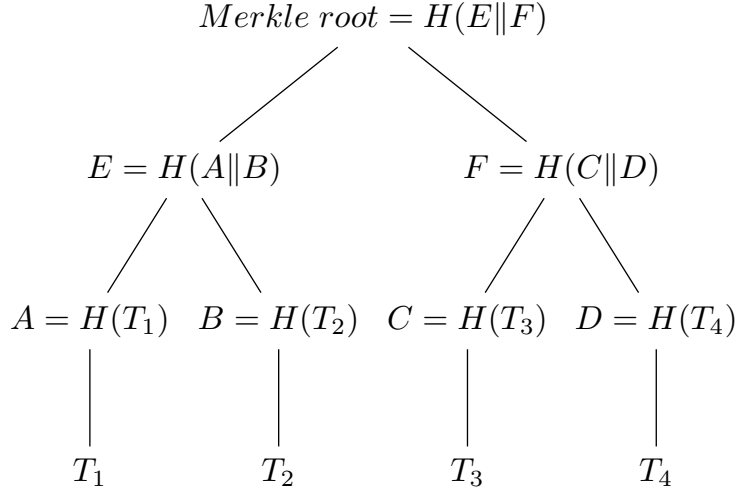 Merkle root = H(E∥F)
E = H(A∥B) F = H(C∥D)
A = H(T₁) B = H(T₂) C = H(T₃) D = H(T₄)
T₁ T₂ T₃ T₄